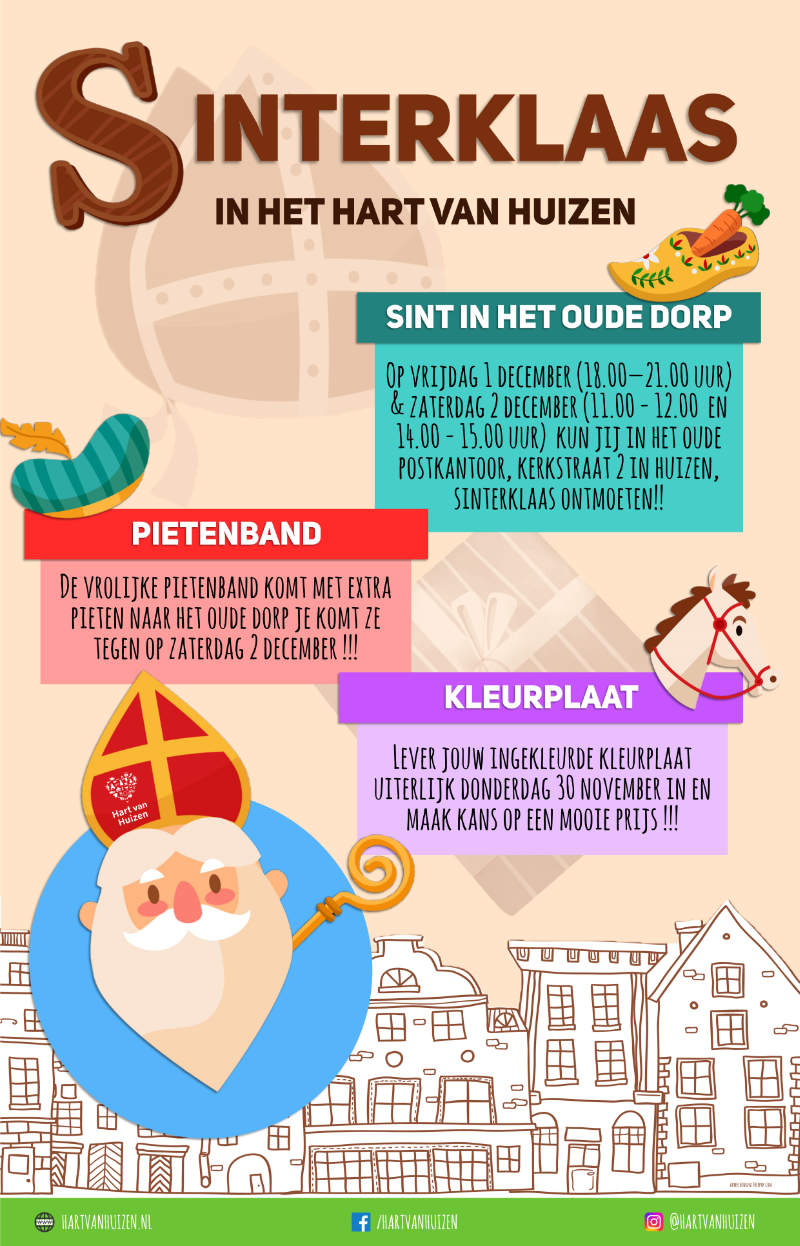 SINTERKLAAS
IN HET HART VAN HUIZEN
SINT IN HET OUDE DORP
OP VRIJDAG 1 DECEMBER (18.00–21.00 UUR)
& ZATERDAG 2 DECEMBER (11.00 - 12.00 EN
14.00 - 15.00 UUR) KUN JIJ IN HET OUDE
POSTKANTOOR, KERKSTRAAT 2 IN HUIZEN,
SINTERKLAAS ONTMOETEN!!
PIETENBAND
DE VROLIJKE PIETENBAND KOMT MET EXTRA
PIETEN NAAR HET OUDE DORP JE KOMT ZE
TEGEN OP ZATERDAG 2 DECEMBER !!!
KLEURPLAAT
LEVER JOUW INGEKLEURDE KLEURPLAAT
UITERLIJK DONDERDAG 30 NOVEMBER IN EN
MAAK KANS OP EEN MOOIE PRIJS !!!
Hart van
Huizen
WWW HARTVANHUIZEN.NL
/HARTVANHUIZEN
@HARTVANHUIZEN